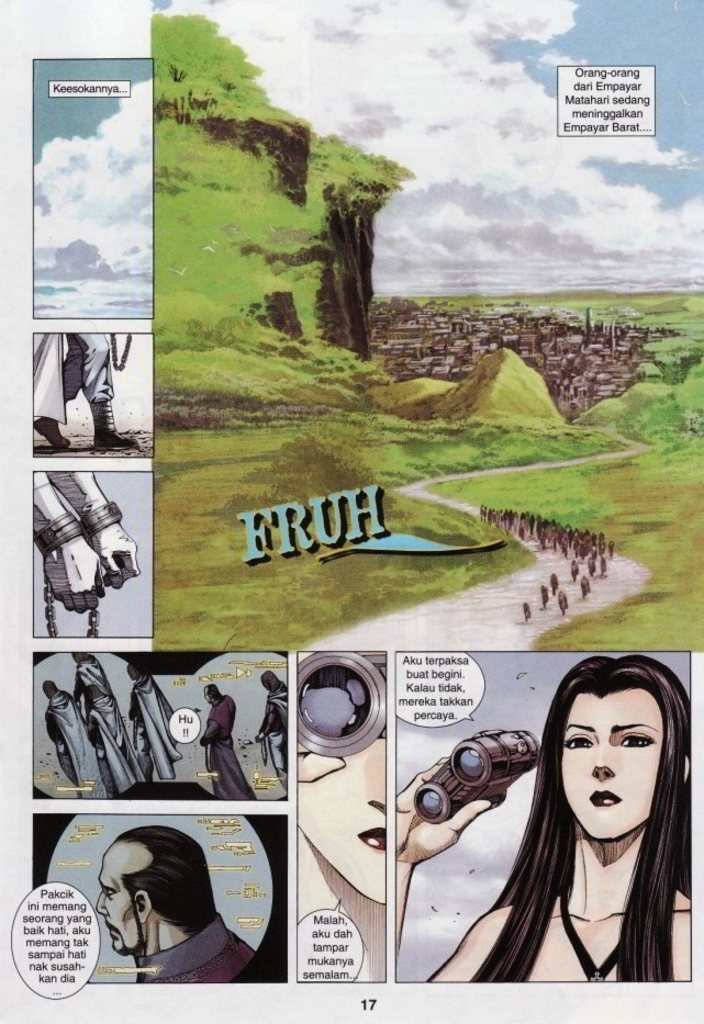 Keesokannya...
Orang-orang
dari Empayar
Matahari sedang
meninggalkan
Empayar Barat....
FRUH
Hu
!!
Pakcik
ini memang
seorang yang
baik hati, aku
memang tak
sampai hati
nak susah-
kan dia
...
Malah,
aku dah
tampar
mukanya
semalam...
Aku terpaksa
buat begini.
Kalau tidak,
mereka takkan
percaya.
17